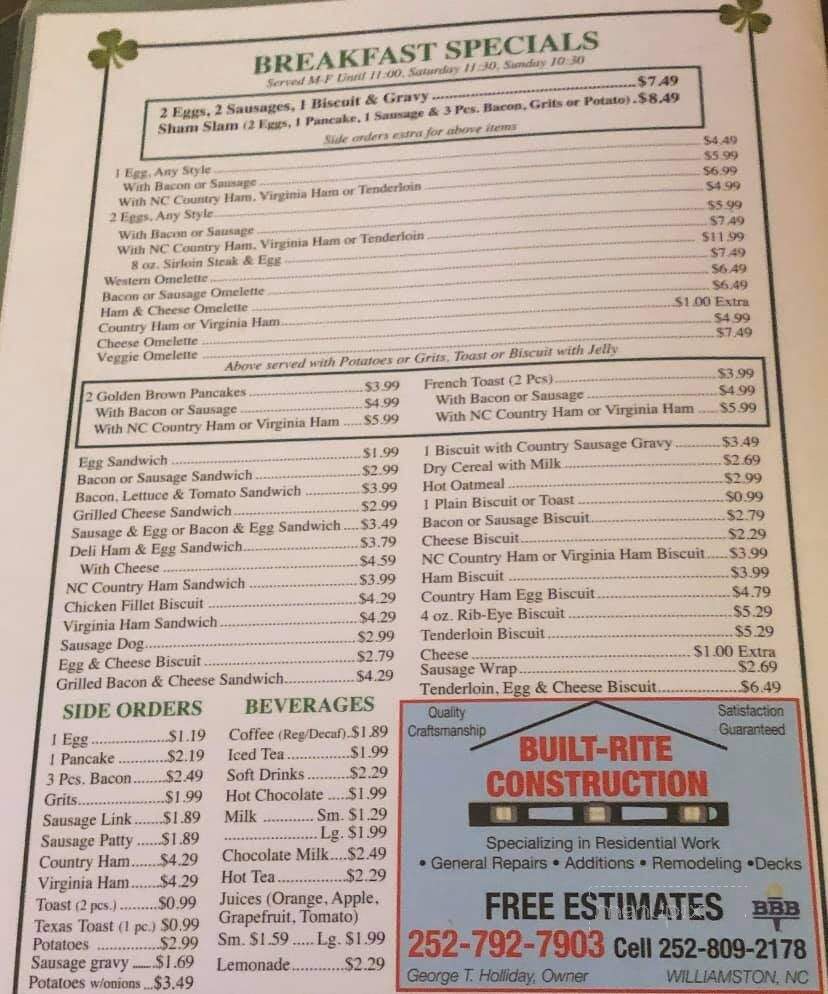 BREAKFAST SPECIALS
Served M-F Until 11:00, Saturday 11:30, Sunday 10:30
2 Eggs, 2 Sausages, 1 Biscuit & Gravy $7.49
Sham Slam (2 Eggs, 1 Pancake, 1 Sausage & 3 Pcs. Bacon, Grits or Potato) $8.49
Side orders extra for above items
1 Egg, Any Style $4.49
With Bacon or Sausage $5.99
With NC Country Ham, Virginia Ham or Tenderloin $6.99
2 Eggs, Any Style $4.99
With Bacon or Sausage $5.99
With NC Country Ham, Virginia Ham or Tenderloin $7.49
8 oz. Sirloin Steak & Egg $11.99
Western Omelette $7.49
Bacon or Sausage Omelette $6.49
Ham & Cheese Omelette $6.49
Country Ham or Virginia Ham $1.00 Extra
Cheese Omelette $4.99
Veggie Omelette $7.49
Above served with Potatoes or Grits, Toast or Biscuit with Jelly
2 Golden Brown Pancakes $3.99
With Bacon or Sausage $4.99
With NC Country Ham or Virginia Ham $5.99
French Toast (2 Pcs) $3.99
With Bacon or Sausage $4.99
With NC Country Ham or Virginia Ham $5.99
Egg Sandwich $1.99
Bacon or Sausage Sandwich $2.99
Bacon, Lettuce & Tomato Sandwich $3.99
Grilled Cheese Sandwich $2.99
Sausage & Egg or Bacon & Egg Sandwich $3.49
Deli Ham & Egg Sandwich $3.79
With Cheese $4.59
NC Country Ham Sandwich $3.99
Chicken Fillet Biscuit $4.29
Virginia Ham Sandwich $4.29
Sausage Dog $2.99
Egg & Cheese Biscuit $2.79
Grilled Bacon & Cheese Sandwich $4.29
1 Biscuit with Country Sausage Gravy $3.49
Dry Cereal with Milk $2.69
Hot Oatmeal $2.99
1 Plain Biscuit or Toast $0.99
Bacon or Sausage Biscuit $2.79
Cheese Biscuit $2.29
NC Country Ham or Virginia Ham Biscuit $3.99
Ham Biscuit $3.99
Country Ham Egg Biscuit $4.79
4 oz. Rib-Eye Biscuit $5.29
Tenderloin Biscuit $5.29
Cheese $1.00 Extra
Sausage Wrap $2.69
Tenderloin, Egg & Cheese Biscuit $6.49
SIDE ORDERS
1 Egg $1.19
1 Pancake $2.19
3 Pcs. Bacon $2.49
Grits $1.99
Sausage Link $1.89
Sausage Patty $1.89
Country Ham $4.29
Virginia Ham $4.29
Toast (2 pcs.) $0.99
Texas Toast (1 pc.) $0.99
Potatoes $2.99
Sausage gravy $1.69
Potatoes w/onions $3.49
BEVERAGES
Coffee (Reg/Decaf) $1.89
Iced Tea $1.99
Soft Drinks $2.29
Hot Chocolate $1.99
Milk Sm. $1.29
Lg. $1.99
Chocolate Milk $2.49
Hot Tea $2.29
Juices (Orange, Apple,
Grapefruit, Tomato)
Sm. $1.59 Lg. $1.99
Lemonade $2.29
Quality Craftsmanship
Satisfaction Guaranteed
BUILT-RITE
CONSTRUCTION
Specializing in Residential Work
• General Repairs • Additions • Remodeling • Decks
FREE ESTIMATES
BBB
252-792-7903 Cell 252-809-2178
George T. Holliday, Owner WILLIAMSTON, NC